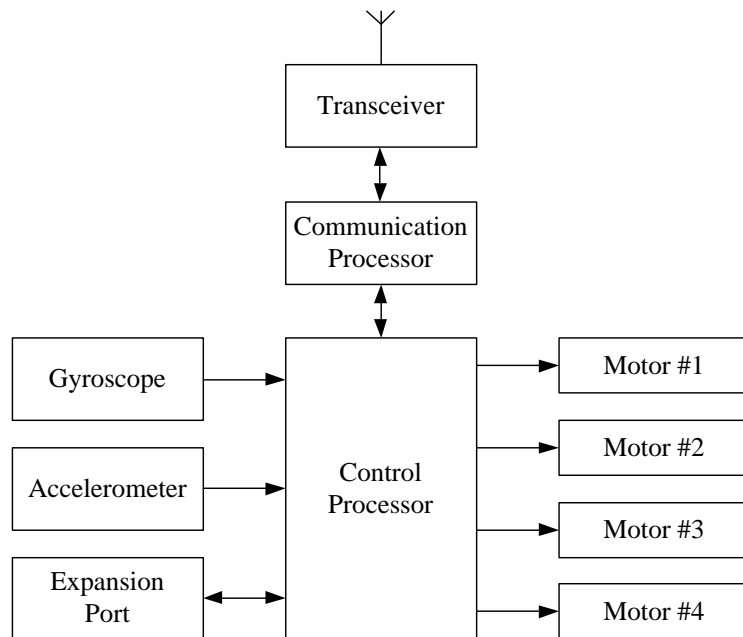 Transceiver
Communication
Processor
Gyroscope
Accelerometer
Expansion
Port
Control
Processor
Motor #1
Motor #2
Motor #3
Motor #4